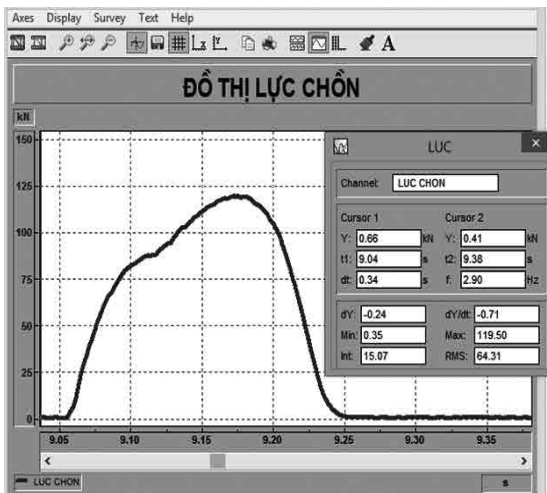 Axes Display Survey Text Help
ĐỒ THỊ LỰC CHỒN
kN
150
125
100
75
50
25
0
9.05 9.10 9.15 9.20 9.25 9.30 9.35
LUC CHON
s
LUC
Channel: LUC CHON
Cursor 1 Cursor 2
Y: 0.66 kN Y: 0.41 kN
t1: 9.04 s t2: 9.38 s
dt: 0.34 s f: 2.90 Hz
dY: -0.24 dY/dt: -0.71
Min: 0.35 Max: 119.50
Int: 15.07 RMS: 64.31